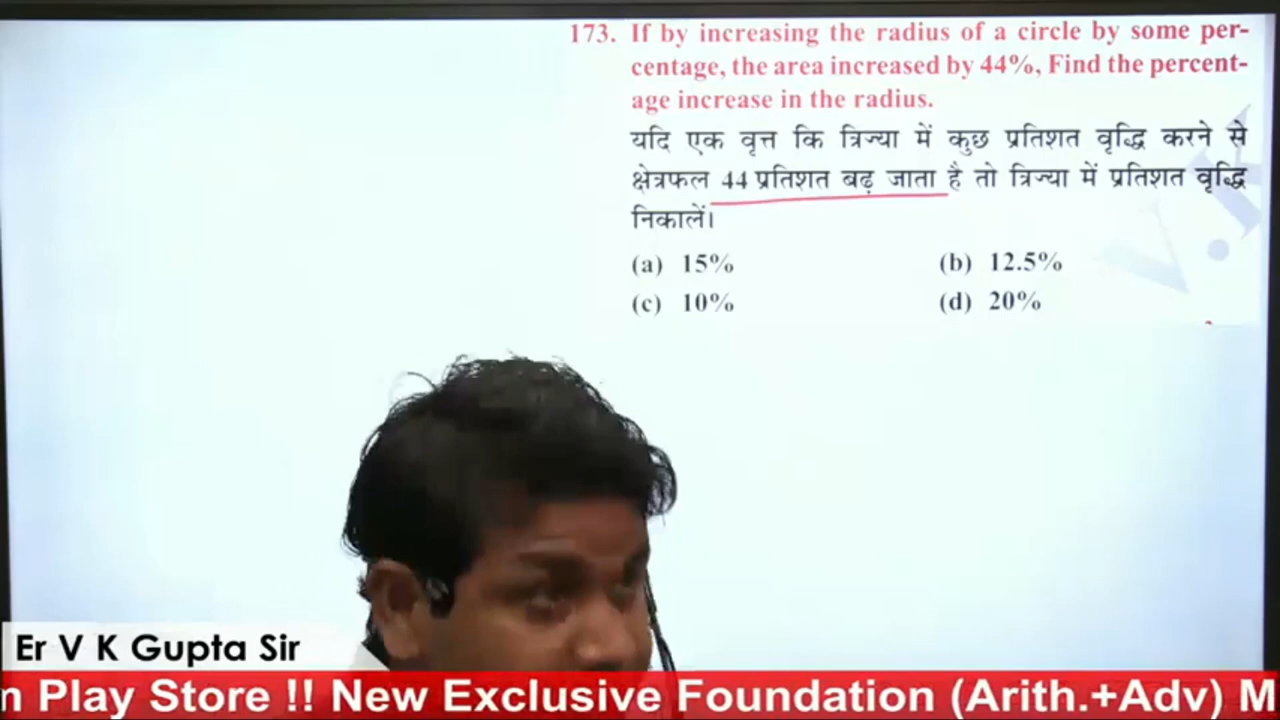 173. If by increasing the radius of a circle by some per-
centage, the area increased by 44%, Find the percent-
age increase in the radius.
यदि एक वृत्त कि त्रिज्या में कुछ प्रतिशत वृद्धि करने से
क्षेत्रफल 44 प्रतिशत बढ़ जाता है तो त्रिज्या में प्रतिशत वृद्धि
निकालें।
(a) 15% (b) 12.5%
(c) 10% (d) 20%
V.K
Er V K Gupta Sir
n Play Store !! New Exclusive Foundation (Arith.+Adv) M